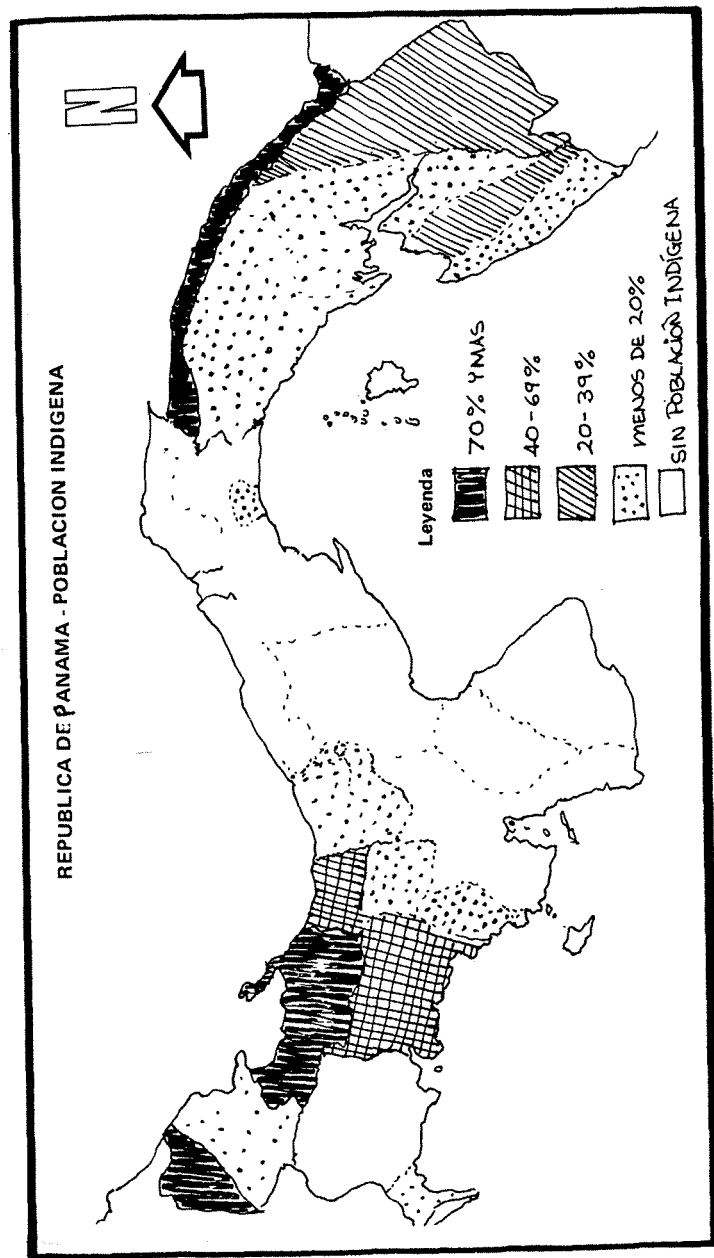 REPUBLICA DE PANAMA - POBLACION INDIGENA
N
Leyenda
70% Y MAS
40-69%
20-39%
MENOS DE 20%
SIN POBLACIÓN INDÍGENA